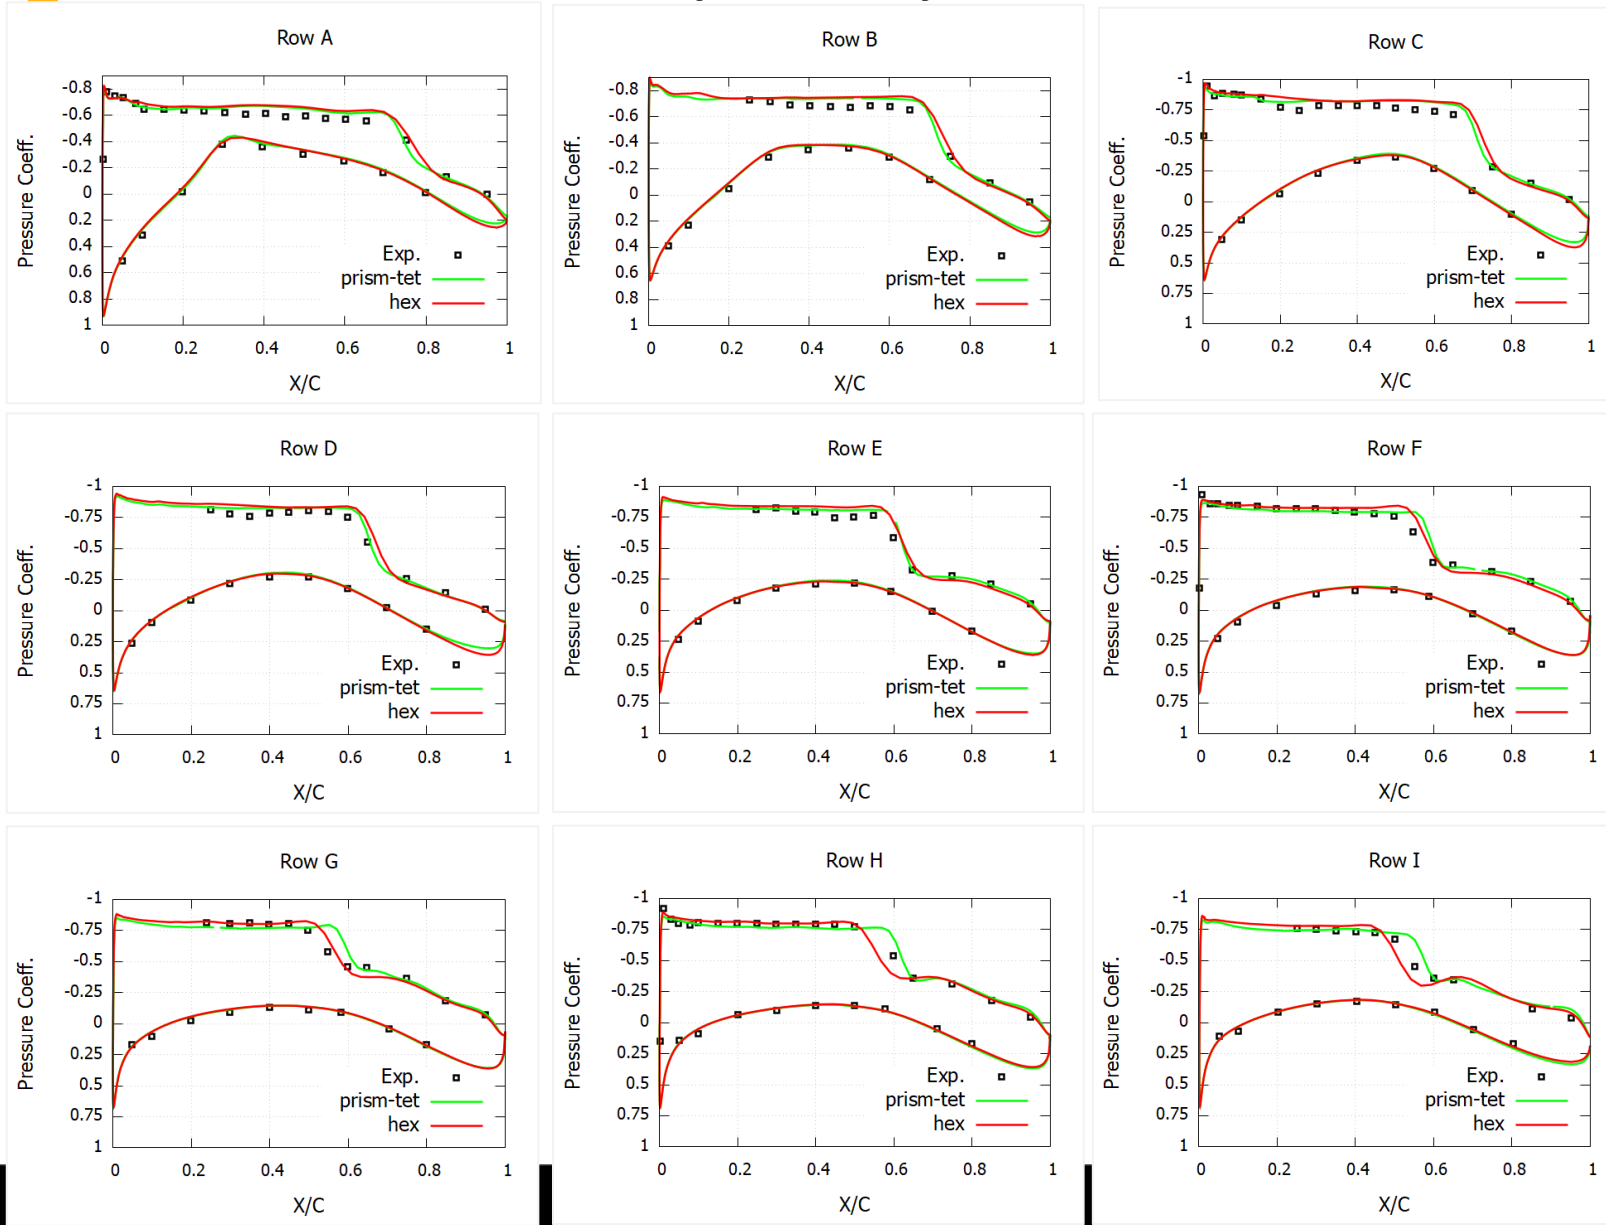 Row A
-0.8
-0.6
-0.4
-0.2
0
0.2
0.4
0.6
0.8
1
Pressure Coeff.
Exp.
prism-tet
hex
0 0.2 0.4 0.6 0.8 1
X/C
Row B
-0.8
-0.6
-0.4
-0.2
0
0.2
0.4
0.6
0.8
1
Pressure Coeff.
Exp.
prism-tet
hex
0 0.2 0.4 0.6 0.8 1
X/C
Row C
-1
-0.75
-0.5
-0.25
0
0.25
0.5
0.75
1
Pressure Coeff.
Exp.
prism-tet
hex
0 0.2 0.4 0.6 0.8 1
X/C
Row D
-1
-0.75
-0.5
-0.25
0
0.25
0.5
0.75
1
Pressure Coeff.
Exp.
prism-tet
hex
0 0.2 0.4 0.6 0.8 1
X/C
Row E
-1
-0.75
-0.5
-0.25
0
0.25
0.5
0.75
1
Pressure Coeff.
Exp.
prism-tet
hex
0 0.2 0.4 0.6 0.8 1
X/C
Row F
-1
-0.75
-0.5
-0.25
0
0.25
0.5
0.75
1
Pressure Coeff.
Exp.
prism-tet
hex
0 0.2 0.4 0.6 0.8 1
X/C
Row G
-1
-0.75
-0.5
-0.25
0
0.25
0.5
0.75
1
Pressure Coeff.
Exp.
prism-tet
hex
0 0.2 0.4 0.6 0.8 1
X/C
Row H
-1
-0.75
-0.5
-0.25
0
0.25
0.5
0.75
1
Pressure Coeff.
Exp.
prism-tet
hex
0 0.2 0.4 0.6 0.8 1
X/C
Row I
-1
-0.75
-0.5
-0.25
0
0.25
0.5
0.75
1
Pressure Coeff.
Exp.
prism-tet
hex
0 0.2 0.4 0.6 0.8 1
X/C